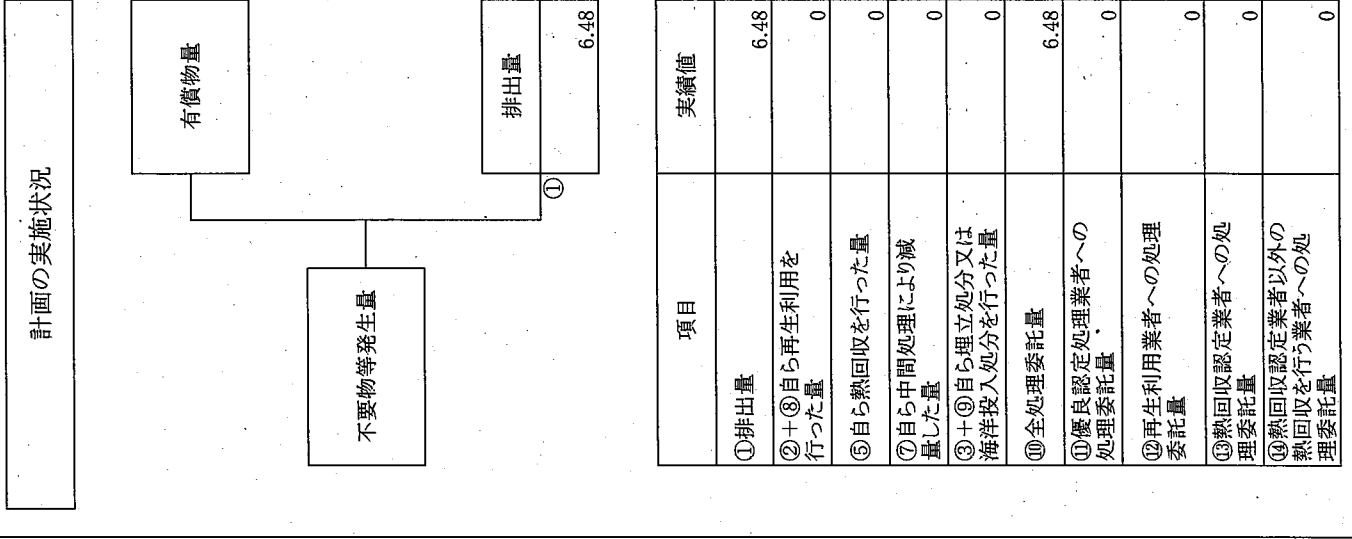 計画の実施状況
有償物量
不要物等発生量
排出量
①
6.48
項目
実績値
①排出量
6.48
②+⑧自ら再生利用を
行った量
0
⑤自ら熱回収を行った量
0
⑦自ら中間処理により減
量した量
0
③+⑨自ら埋立処分又は
海洋投入処分を行った量
0
⑩全処理委託量
6.48
⑪優良認定処理業者への
処理委託量
0
⑫再生利用業者への処理
委託量
0
⑬熱回収認定業者への処
理委託量
0
⑭熱回収認定業者以外の
熱回収を行う業者への処
理委託量
0